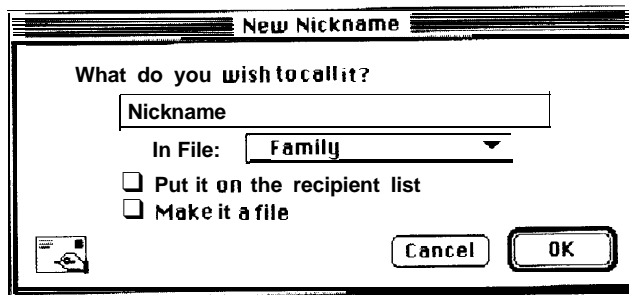 New Nickname
What do you wish to call it?
Nickname
In File: Family
Put it on the recipient list
Make it a file
Cancel OK